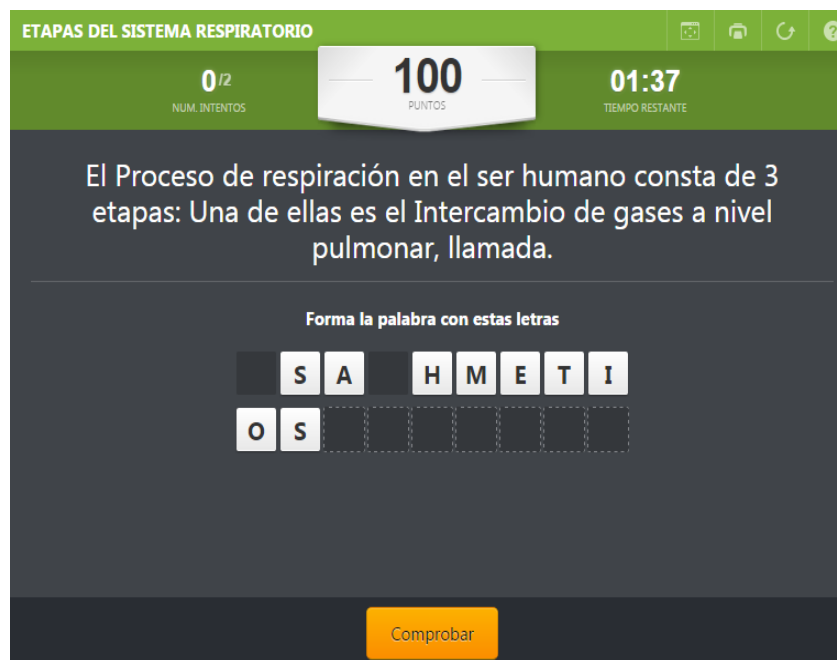 ETAPAS DEL SISTEMA RESPIRATORIO
0/2
NUM. INTENTOS
100
PUNTOS
01:37
TIEMPO RESTANTE
El Proceso de respiración en el ser humano consta de 3
etapas: Una de ellas es el Intercambio de gases a nivel
pulmonar, llamada.
Forma la palabra con estas letras
S A H M E T I
O S
Comprobar